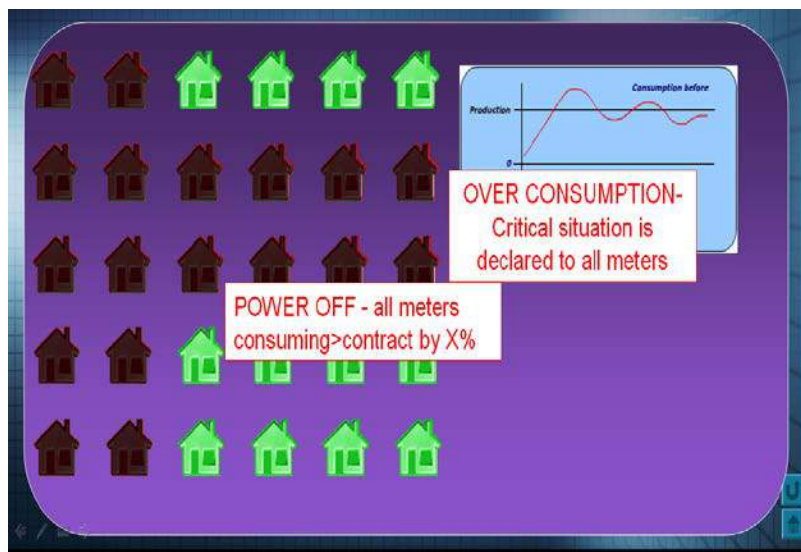 Consumption before
Production
0
OVER CONSUMPTION-
Critical situation is
declared to all meters
POWER OFF - all meters
consuming>contract by X%